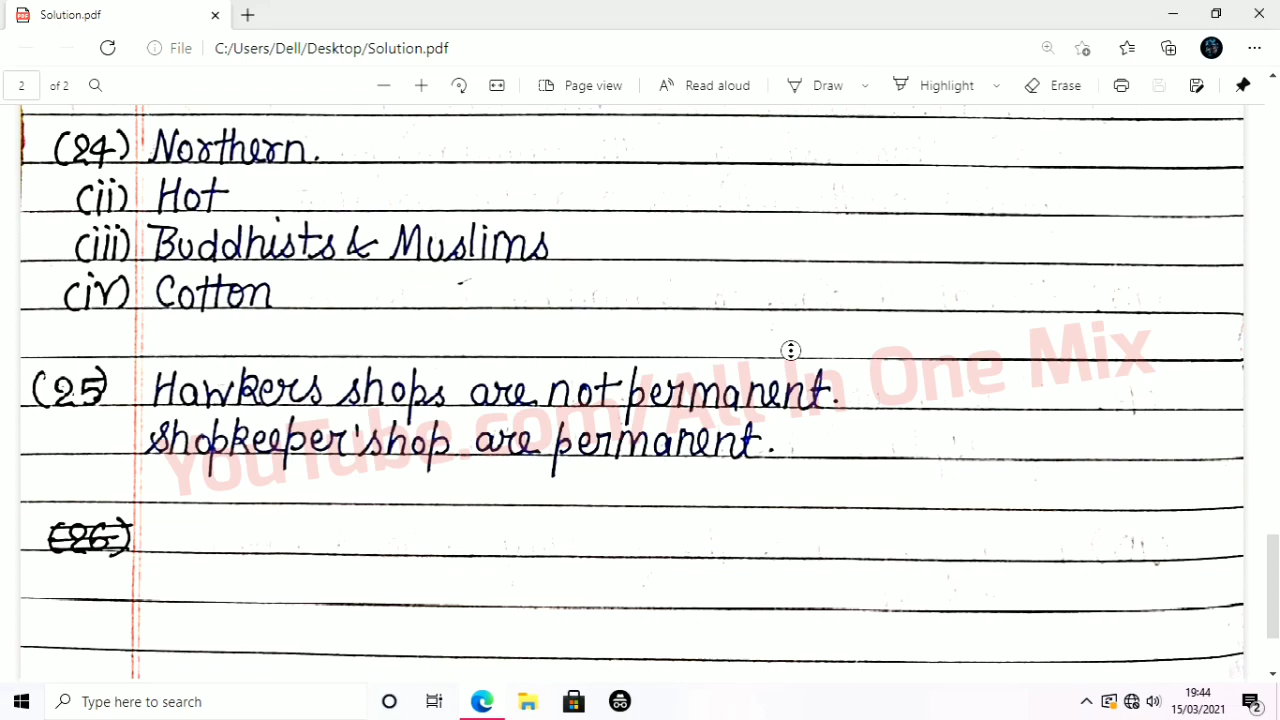 Solution.pdf
File
C:/Users/Dell/Desktop/Solution.pdf
2 of 2
Page view
Read aloud
Draw
Highlight
Erase
(24) Northern.
(ii) Hot
(iii) Buddhists & Muslims
(iv) Cotton
(25) Hawkers shops are not permanent.
Shopkeeper's shop are permanent.
YouTube.com/All In One Mix
(26)
Type here to search
19:44
15/03/2021
2